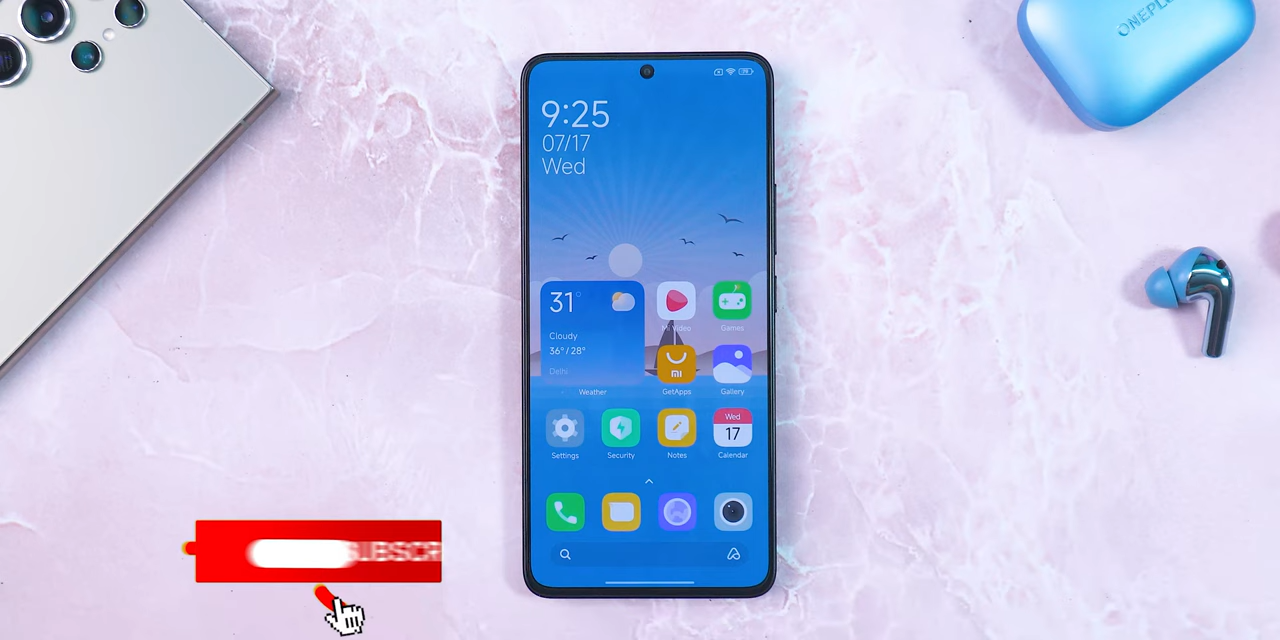 9:25
07/17
Wed
31°
Cloudy
36°/28°
Delhi
Weather
Mi Video
Games
mi
GetApps
Gallery
Wed
17
Settings
Security
Notes
Calendar